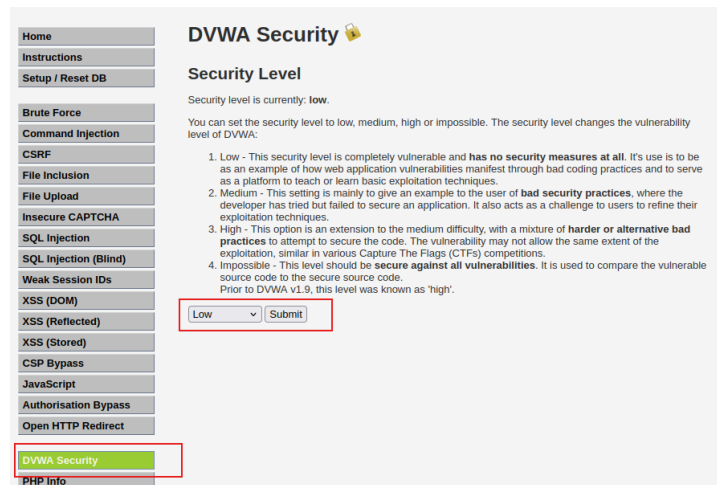 Home
Instructions
Setup / Reset DB
Brute Force
Command Injection
CSRF
File Inclusion
File Upload
Insecure CAPTCHA
SQL Injection
SQL Injection (Blind)
Weak Session IDs
XSS (DOM)
XSS (Reflected)
XSS (Stored)
CSP Bypass
JavaScript
Authorisation Bypass
Open HTTP Redirect
DVWA Security
PHP Info
DVWA Security
Security Level
Security level is currently: low.
You can set the security level to low, medium, high or impossible. The security level changes the vulnerability
level of DVWA:
1. Low - This security level is completely vulnerable and has no security measures at all. It's use is to be
as an example of how web application vulnerabilities manifest through bad coding practices and to serve
as a platform to teach or learn basic exploitation techniques.
2. Medium - This setting is mainly to give an example to the user of bad security practices, where the
developer has tried but failed to secure an application. It also acts as a challenge to users to refine their
exploitation techniques.
3. High - This option is an extension to the medium difficulty, with a mixture of harder or alternative bad
practices to attempt to secure the code. The vulnerability may not allow the same extent of the
exploitation, similar in various Capture The Flags (CTFs) competitions.
4. Impossible - This level should be secure against all vulnerabilities. It is used to compare the vulnerable
source code to the secure source code.
Prior to DVWA v1.9, this level was known as 'high'.
Low Submit